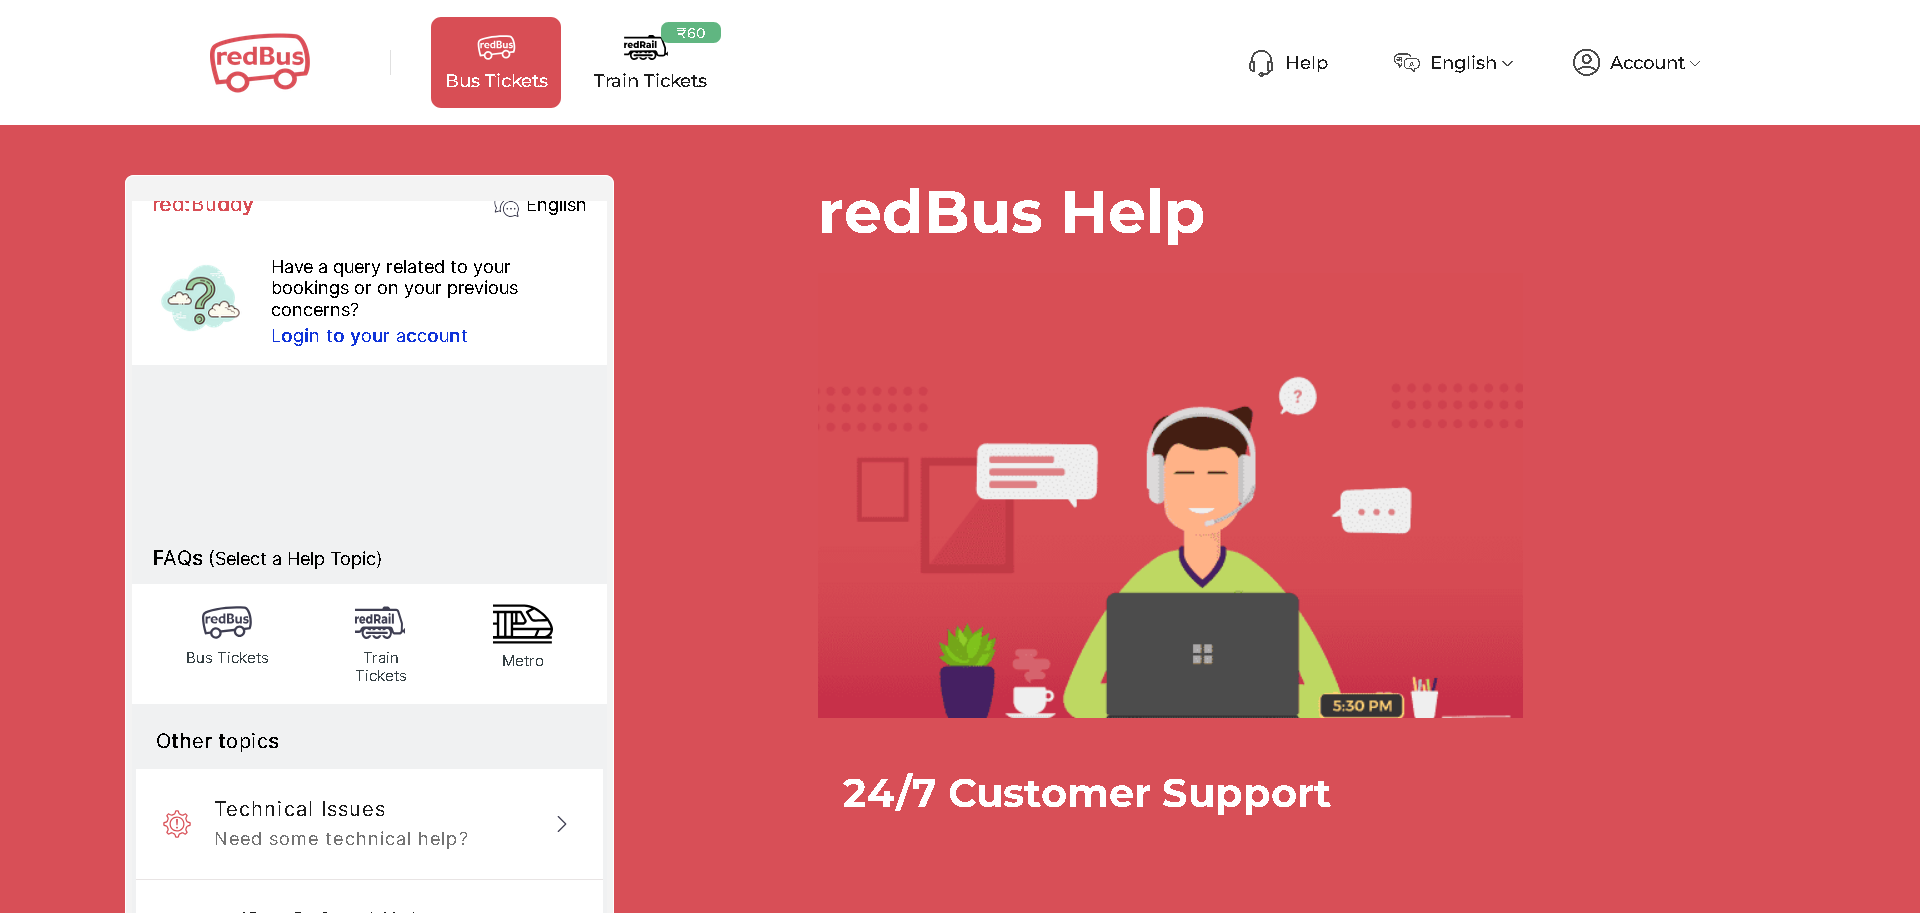 redBus
redBus
Bus Tickets
redRail
₹60
Train Tickets
Help
English
Account
red:Buddy
English
Have a query related to your
bookings or on your previous
concerns?
Login to your account
FAQs (Select a Help Topic)
redBus
Bus Tickets
redRail
Train
Tickets
Metro
Other topics
Technical Issues
Need some technical help?
redBus Help
?
5:30 PM
24/7 Customer Support